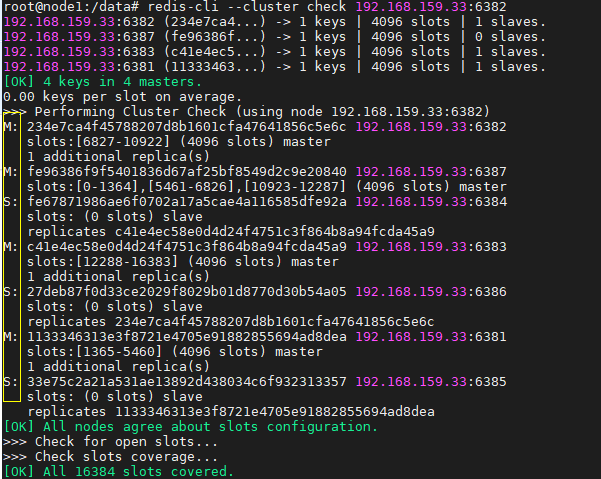 root@node1:/data# redis-cli --cluster check 192.168.159.33:6382
192.168.159.33:6382 (234e7ca4...) -> 1 keys | 4096 slots | 1 slaves.
192.168.159.33:6387 (fe96386f...) -> 1 keys | 4096 slots | 0 slaves.
192.168.159.33:6383 (c41e4ec5...) -> 1 keys | 4096 slots | 1 slaves.
192.168.159.33:6381 (11333463...) -> 1 keys | 4096 slots | 1 slaves.
[OK] 4 keys in 4 masters.
0.00 keys per slot on average.
>>> Performing Cluster Check (using node 192.168.159.33:6382)
M: 234e7ca4f45788207d8b1601cfa47641856c5e6c 192.168.159.33:6382
   slots:[6827-10922] (4096 slots) master
   1 additional replica(s)
M: fe96386f9f5401836d67af25bf8549d2c9e20840 192.168.159.33:6387
   slots:[0-1364],[5461-6826],[10923-12287] (4096 slots) master
S: fe67871986ae6f0702a17a5cae4a116585dfe92a 192.168.159.33:6384
   slots: (0 slots) slave
   replicates c41e4ec58e0d4d24f4751c3f864b8a94fcda45a9
M: c41e4ec58e0d4d24f4751c3f864b8a94fcda45a9 192.168.159.33:6383
   slots:[12288-16383] (4096 slots) master
   1 additional replica(s)
S: 27deb87f0d33ce2029f8029b01d8770d30b54a05 192.168.159.33:6386
   slots: (0 slots) slave
   replicates 234e7ca4f45788207d8b1601cfa47641856c5e6c
M: 1133346313e3f8721e4705e91882855694ad8dea 192.168.159.33:6381
   slots:[1365-5460] (4096 slots) master
   1 additional replica(s)
S: 33e75c2a21a531ae13892d438034c6f932313357 192.168.159.33:6385
   slots: (0 slots) slave
   replicates 1133346313e3f8721e4705e91882855694ad8dea
[OK] All nodes agree about slots configuration.
>>> Check for open slots...
>>> Check slots coverage...
[OK] All 16384 slots covered.